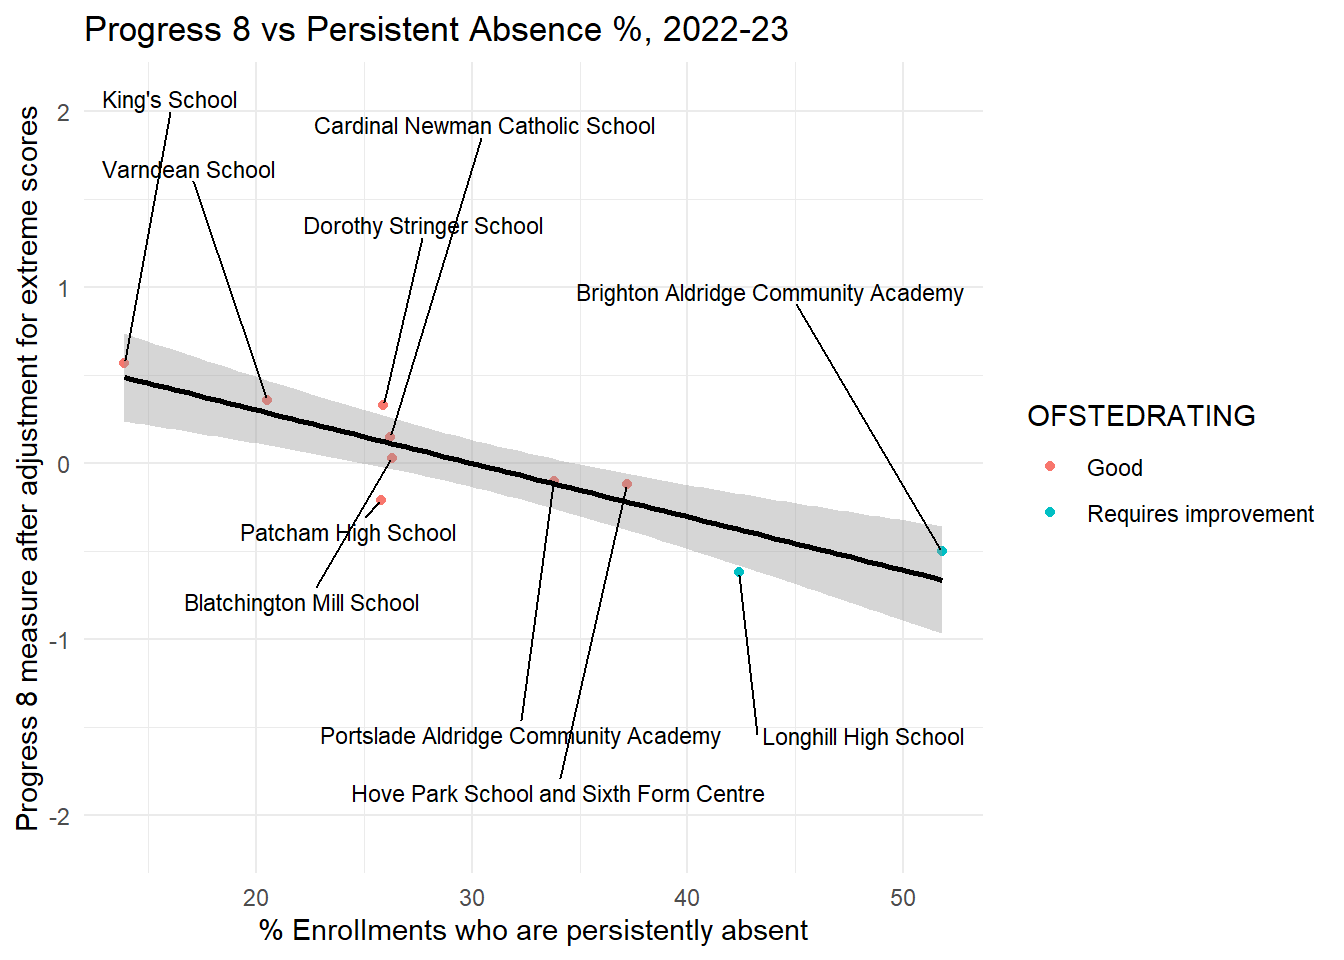 Progress 8 vs Persistent Absence %, 2022-23
Progress 8 measure after adjustment for extreme scores
2
1
0
-1
-2
King's School
Cardinal Newman Catholic School
Varndean School
Dorothy Stringer School
Brighton Aldridge Community Academy
Patcham High School
Blatchington Mill School
Portslade Aldridge Community Academy
Longhill High School
Hove Park School and Sixth Form Centre
20
30
40
50
% Enrollments who are persistently absent
OFSTEDRATING
Good
Requires improvement